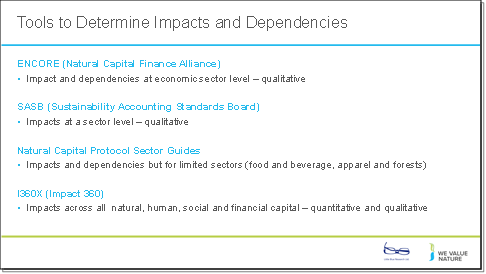 Tools to Determine Impacts and Dependencies
ENCORE (Natural Capital Finance Alliance)
• Impact and dependencies at economic sector level – qualitative
SASB (Sustainability Accounting Standards Board)
• Impacts at a sector level – qualitative
Natural Capital Protocol Sector Guides
• Impacts and dependencies but for limited sectors (food and beverage, apparel and forests)
I360X (Impact 360)
• Impacts across all natural, human, social and financial capital – quantitative and qualitative
WE VALUE
NATURE